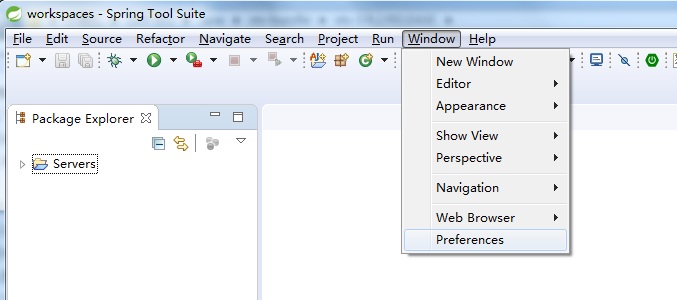 workspaces - Spring Tool Suite
File Edit Source Refactor Navigate Search Project Run Window Help
New Window
Editor
Appearance
Show View
Perspective
Navigation
Web Browser
Preferences
Package Explorer
Servers